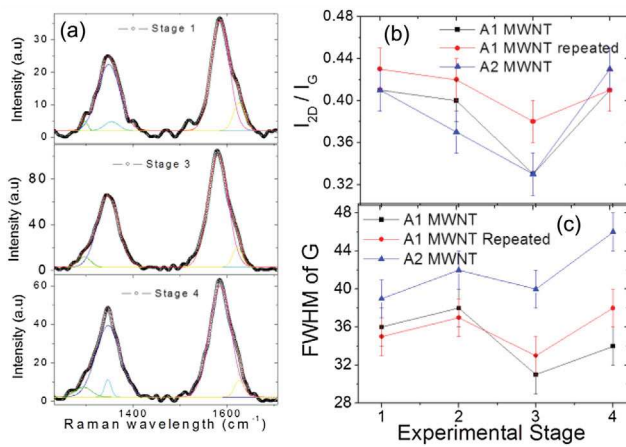 (a)
Stage 1
30
20
10
0
Stage 3
80
40
0
Stage 4
60
40
20
0
Intensity (a.u)
Intensity (a.u)
Intensity (a.u)
1400
1600
Raman wavelength (cm-1)
(b)
A1 MWNT
A1 MWNT repeated
A2 MWNT
0.48
0.44
0.40
0.36
0.32
I2D / IG
(c)
A1 MWNT
A1 MWNT Repeated
A2 MWNT
48
44
40
36
32
28
FWHM of G
1
2
3
4
Experimental Stage